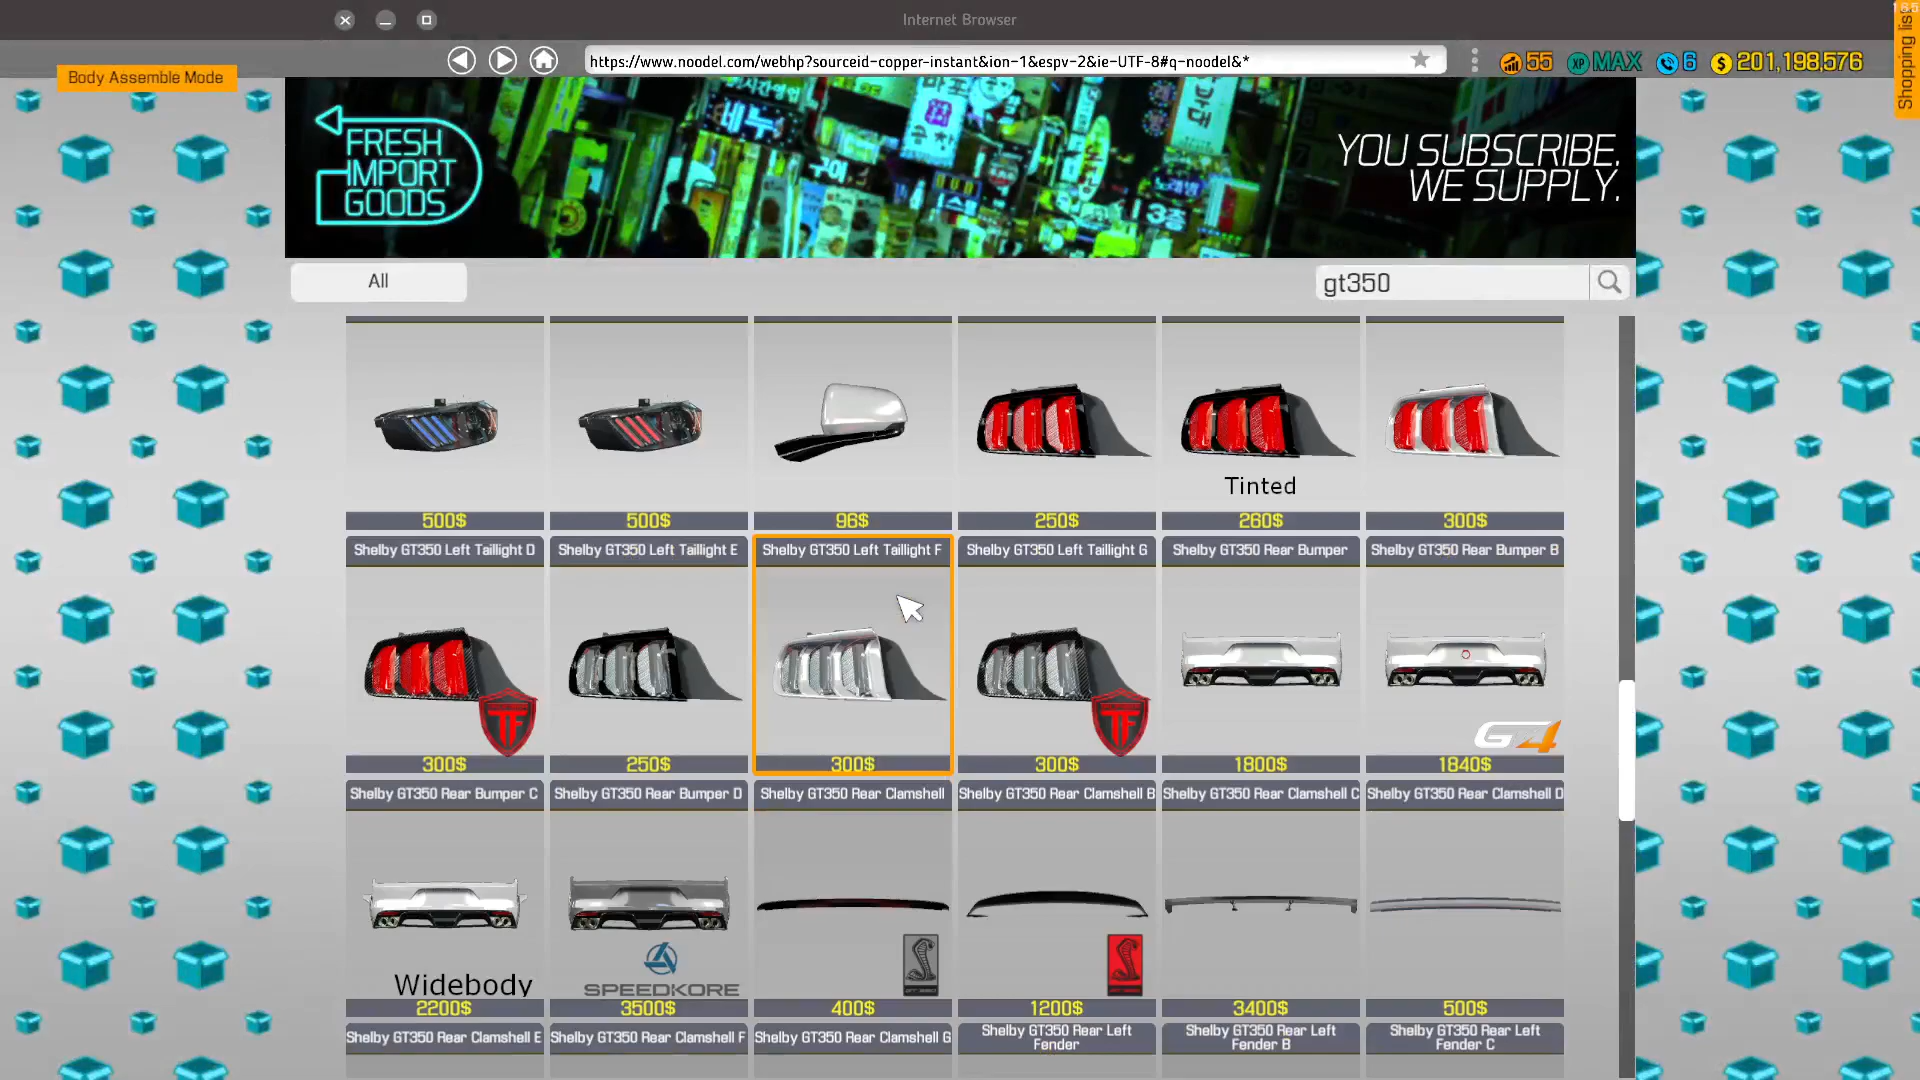 Internet Browser
https://www.noodel.com/webhp?sourceid-copper-instant&ion-1&espv-2&ie-UTF-8#q-noodel&*
55
XP MAX
6
$ 201,198,576
Shopping list
Body Assemble Mode
FRESH
IMPORT
GOODS
YOU SUBSCRIBE.
WE SUPPLY.
All
gt350
Tinted
500$
500$
96$
250$
260$
300$
Shelby GT350 Left Taillight D
Shelby GT350 Left Taillight E
Shelby GT350 Left Taillight F
Shelby GT350 Left Taillight G
Shelby GT350 Rear Bumper
Shelby GT350 Rear Bumper B
TF
TF
G4
300$
250$
300$
300$
1800$
1840$
Shelby GT350 Rear Bumper C
Shelby GT350 Rear Bumper D
Shelby GT350 Rear Clamshell
Shelby GT350 Rear Clamshell B
Shelby GT350 Rear Clamshell C
Shelby GT350 Rear Clamshell D
Widebody
SPEEDKORE
2200$
3500$
400$
1200$
3400$
500$
Shelby GT350 Rear Clamshell E
Shelby GT350 Rear Clamshell F
Shelby GT350 Rear Clamshell G
Shelby GT350 Rear Left
Fender
Shelby GT350 Rear Left
Fender B
Shelby GT350 Rear Left
Fender C